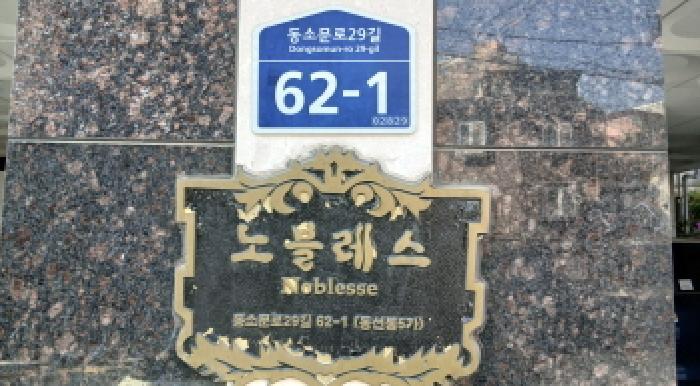 동소문로29길
Dongsomun-ro 29-gil
62-1
02829
노블레스
Noblesse
동소문로29길 62-1 (동선동5가)